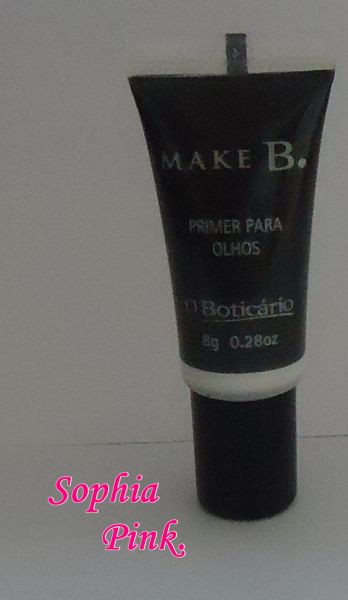 MAKE B.
PRIMER PARA
OLHOS
O Boticário
8g 0.28oz
Sophia
Pink.